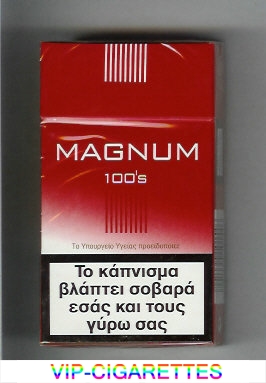 MAGNUM
100's
Το Υπουργείο Υγείας προειδοποιεί:
Το κάπνισμα
βλάπτει σοβαρά
εσάς και τους
γύρω σας
VIP-CIGARETTES